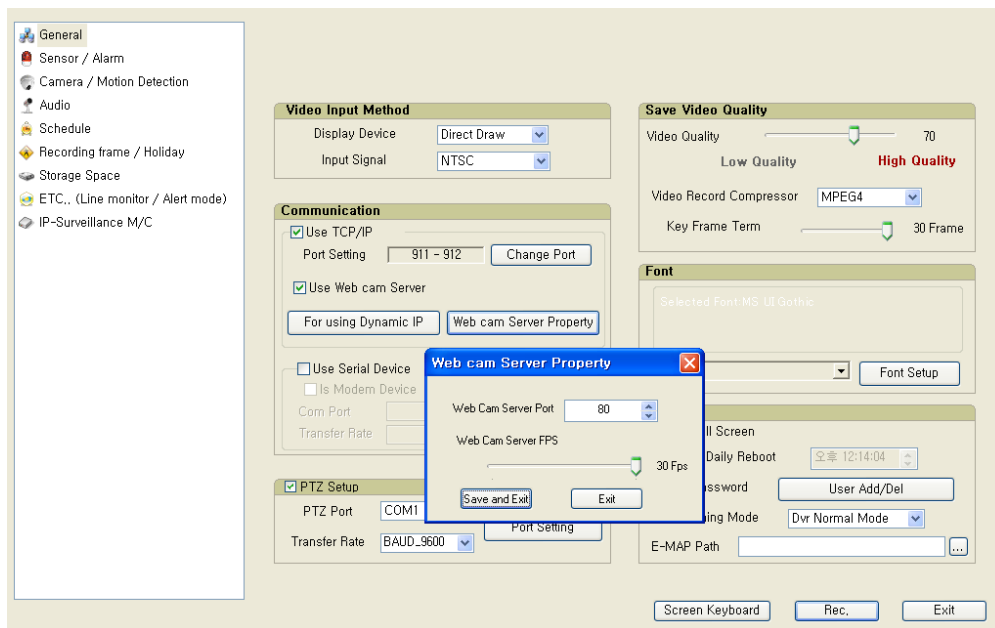 General
Sensor / Alarm
Camera / Motion Detection
Audio
Schedule
Recording frame / Holiday
Storage Space
ETC,, (Line monitor / Alert mode)
IP-Surveillance M/C
Video Input Method
Display Device Direct Draw
Input Signal NTSC
Communication
Use TCP/IP
Port Setting 911 - 912 Change Port
Use Web cam Server
For using Dynamic IP Web cam Server Property
Use Serial Device
Is Modem Device
Com Port
Transfer Rate
PTZ Setup
PTZ Port COM1
Port Setting
Transfer Rate BAUD_9600
Web cam Server Property
Web Cam Server Port 80
Web Cam Server FPS
30 Fps
Save and Exit Exit
Save Video Quality
Video Quality 70
Low Quality High Quality
Video Record Compressor MPEG4
Key Frame Term 30 Frame
Font
Selected Font:MS UI Gothic
Font Setup
ll Screen
Daily Reboot 오후 12:14:04
ssword User Add/Del
ing Mode Dvr Normal Mode
E-MAP Path ...
Screen Keyboard Rec, Exit